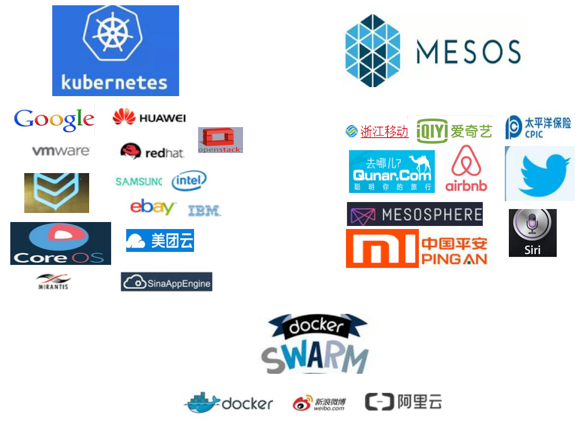 kubernetes
MESOS
Google
HUAWEI
vmware
redhat.
openstack
SAMSUNG
intel
ebay
IBM.
Core OS
美团云
MIRANTIS
SinaAppEngine
浙江移动
iQIYI 爱奇艺
太平洋保险
CPIC
去哪儿?
Qunar.Com
聪明你的旅行
airbnb
MESOSPHERE
mi
中国平安
PING AN
Siri
docker
SWARM
docker
新浪微博
weibo.com
阿里云